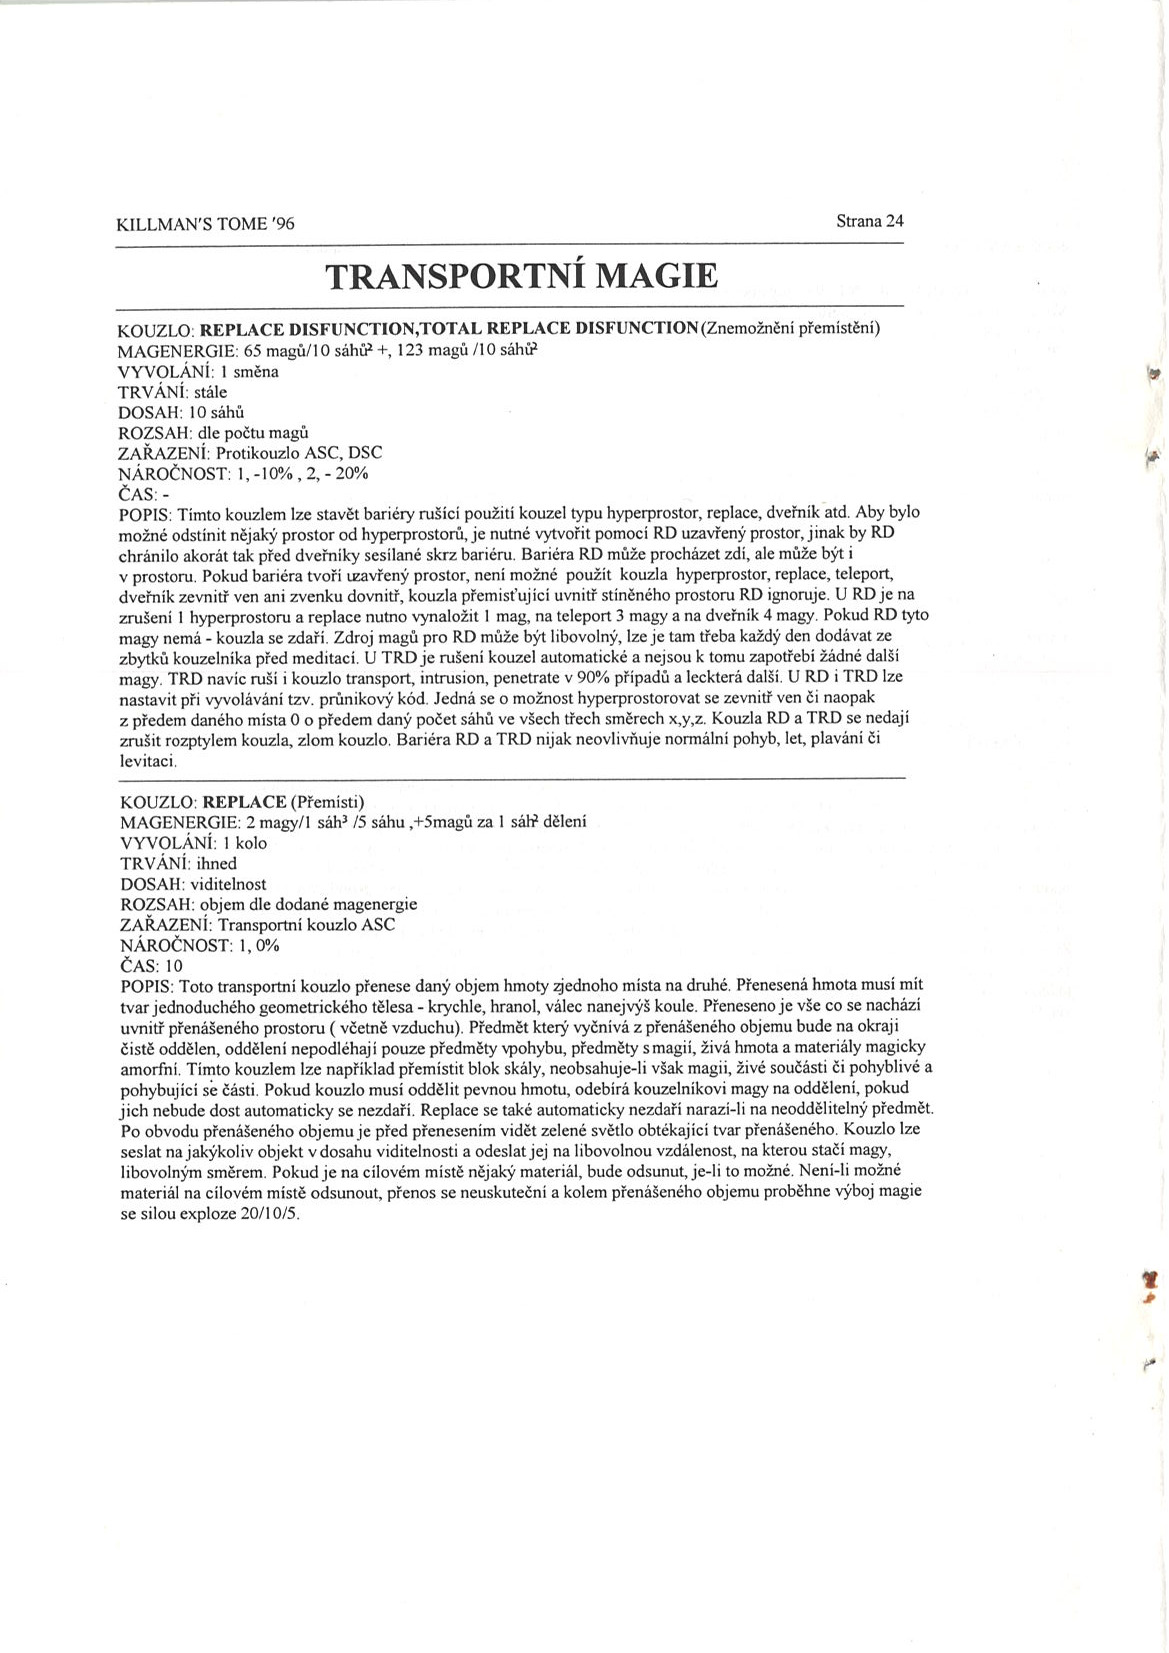 KILLMAN'S TOME '96
Strana 24
TRANSPORTNÍ MAGIE
KOUZLO: REPLACE DISFUNCTION,TOTAL REPLACE DISFUNCTION(Znemožnění přemístění)
MAGENERGIE: 65 magů/10 sáhů² +, 123 magů /10 sáhů²
VYVOLÁNÍ: 1 směna
TRVÁNÍ: stále
DOSAH: 10 sáhů
ROZSAH: dle počtu magů
ZAŘAZENÍ: Protikouzlo ASC, DSC
NÁROČNOST: 1, -10% , 2, - 20%
ČAS: -
POPIS: Tímto kouzlem lze stavět bariéry rušící použití kouzel typu hyperprostor, replace, dveřník atd. Aby bylo
možné odstínit nějaký prostor od hyperprostorů, je nutné vytvořit pomocí RD uzavřený prostor, jinak by RD
chránilo akorát tak před dveřníky sesílané skrz bariéru. Bariéra RD může procházet zdí, ale může být i
v prostoru. Pokud bariéra tvoří uzavřený prostor, není možné použít kouzla hyperprostor, replace, teleport,
dveřník zevnitř ven ani zvenku dovnitř, kouzla přemisťující uvnitř stíněného prostoru RD ignoruje. U RD je na
zrušení 1 hyperprostoru a replace nutno vynaložit 1 mag, na teleport 3 magy a na dveřník 4 magy. Pokud RD tyto
magy nemá - kouzla se zdaří. Zdroj magů pro RD může být libovolný, lze je tam třeba každý den dodávat ze
zbytků kouzelníka před meditací. U TRD je rušení kouzel automatické a nejsou k tomu zapotřebí žádné další
magy. TRD navíc ruší i kouzlo transport, intrusion, penetrate v 90% případů a leckterá další. U RD i TRD lze
nastavit při vyvolávání tzv. průnikový kód. Jedná se o možnost hyperprostorovat se zevnitř ven či naopak
z předem daného místa 0 o předem daný počet sáhů ve všech třech směrech x,y,z. Kouzla RD a TRD se nedají
zrušit rozptylem kouzla, zlom kouzlo. Bariéra RD a TRD nijak neovlivňuje normální pohyb, let, plavání či
levitaci.
KOUZLO: REPLACE (Přemísti)
MAGENERGIE: 2 magy/1 sáh³ /5 sáhu ,+5magů za 1 sáh² dělení
VYVOLÁNÍ: 1 kolo
TRVÁNÍ: ihned
DOSAH: viditelnost
ROZSAH: objem dle dodané magenergie
ZAŘAZENÍ: Transportní kouzlo ASC
NÁROČNOST: 1, 0%
ČAS: 10
POPIS: Toto transportní kouzlo přenese daný objem hmoty zjednoho místa na druhé. Přenesená hmota musí mít
tvar jednoduchého geometrického tělesa - krychle, hranol, válec nanejvýš koule. Přeneseno je vše co se nachází
uvnitř přenášeného prostoru ( včetně vzduchu). Předmět který vyčnívá z přenášeného objemu bude na okraji
čistě oddělen, oddělení nepodléhají pouze předměty vpohybu, předměty s magií, živá hmota a materiály magicky
amorfní. Tímto kouzlem lze například přemístit blok skály, neobsahuje-li však magii, živé součásti či pohyblivé a
pohybující se části. Pokud kouzlo musí oddělit pevnou hmotu, odebírá kouzelníkovi magy na oddělení, pokud
jich nebude dost automaticky se nezdaří. Replace se také automaticky nezdaří narazí-li na neoddělitelný předmět.
Po obvodu přenášeného objemu je před přenesením vidět zelené světlo obtékající tvar přenášeného. Kouzlo lze
seslat na jakýkoliv objekt v dosahu viditelnosti a odeslat jej na libovolnou vzdálenost, na kterou stačí magy,
libovolným směrem. Pokud je na cílovém místě nějaký materiál, bude odsunut, je-li to možné. Není-li možné
materiál na cílovém místě odsunout, přenos se neuskuteční a kolem přenášeného objemu proběhne výboj magie
se silou exploze 20/10/5.